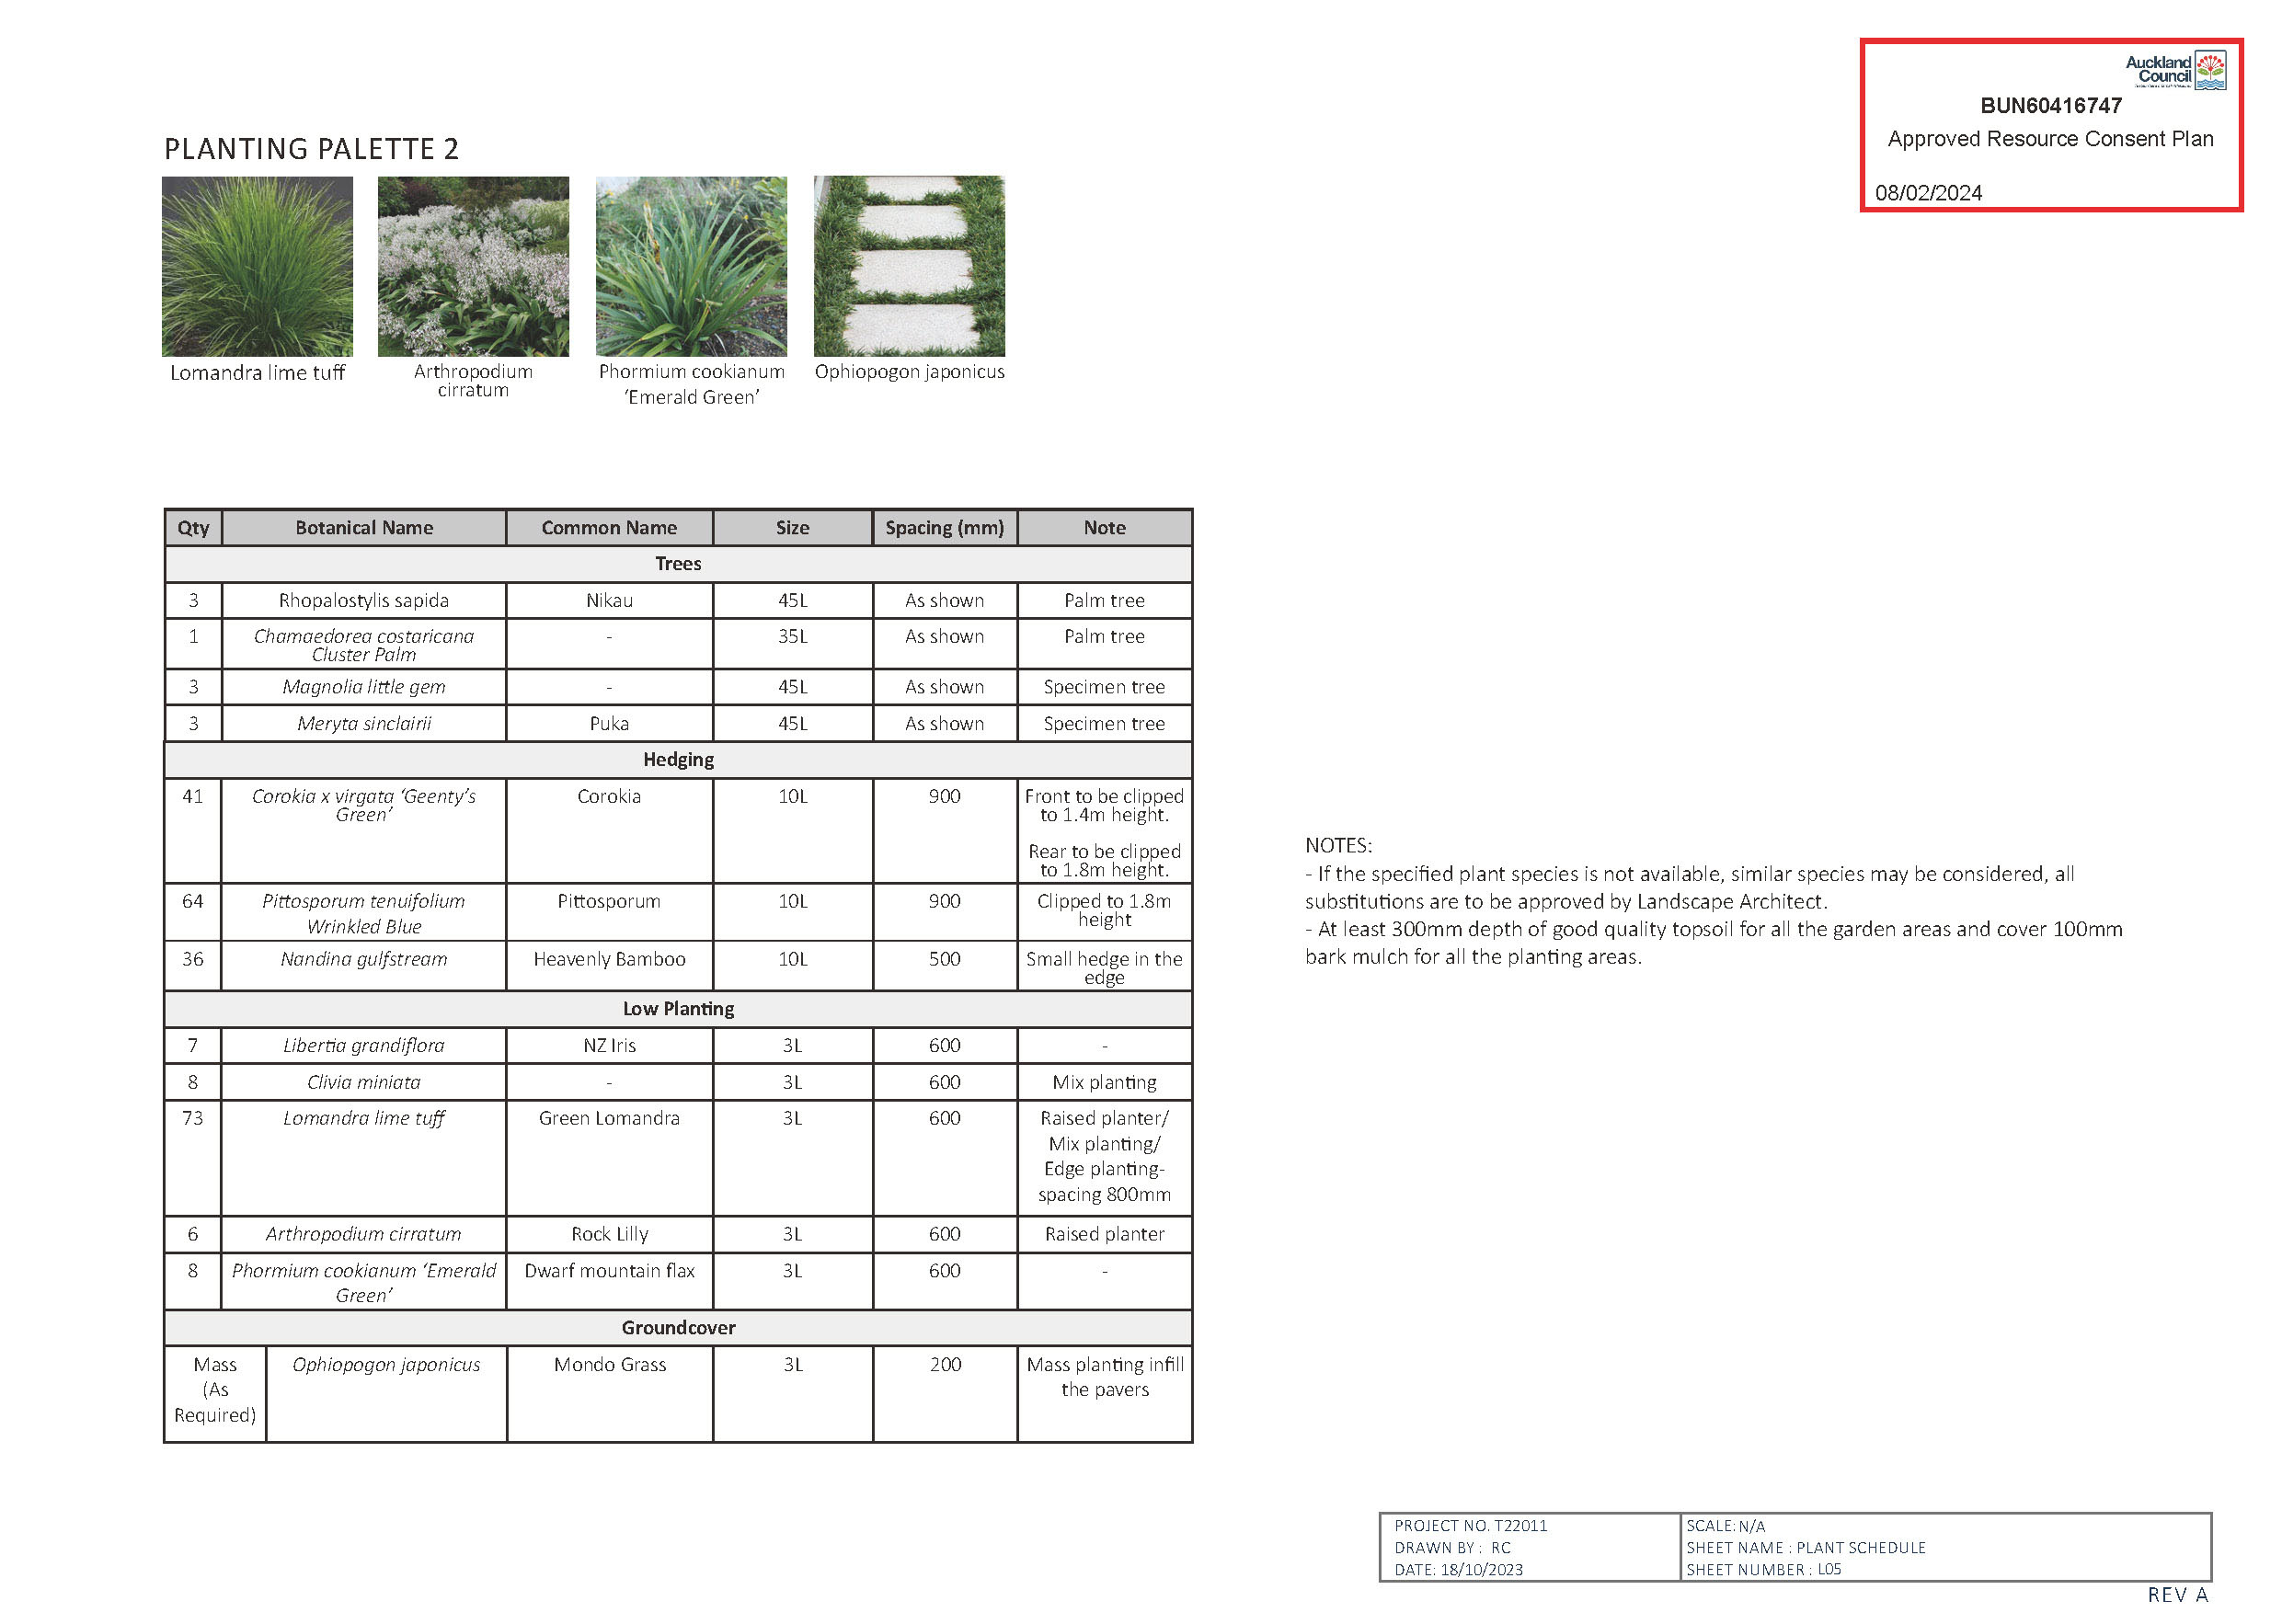 Auckland
Council
BUN60416747
Approved Resource Consent Plan
08/02/2024
PLANTING PALETTE 2
Lomandra lime tuff
Arthropodium
cirratum
Phormium cookianum
‘Emerald Green’
Ophiopogon japonicus
Qty Botanical Name Common Name Size Spacing (mm) Note
Trees
3 Rhopalostylis sapida Nikau 45L As shown Palm tree
1 Chamaedorea costaricana - 35L As shown Palm tree
Cluster Palm
3 Magnolia little gem - 45L As shown Specimen tree
3 Meryta sinclairii Puka 45L As shown Specimen tree
Hedging
41 Corokia x virgata ‘Geenty’s Corokia 10L 900 Front to be clipped
Green’ to 1.4m height.
Rear to be clipped
to 1.8m height.
64 Pittosporum tenuifolium Pittosporum 10L 900 Clipped to 1.8m
Wrinkled Blue height
36 Nandina gulfstream Heavenly Bamboo 10L 500 Small hedge in the
edge
Low Planting
7 Libertia grandiflora NZ Iris 3L 600 -
8 Clivia miniata - 3L 600 Mix planting
73 Lomandra lime tuff Green Lomandra 3L 600 Raised planter/
Mix planting/
Edge planting-
spacing 800mm
6 Arthropodium cirratum Rock Lilly 3L 600 Raised planter
8 Phormium cookianum ‘Emerald Dwarf mountain flax 3L 600 -
Green’
Groundcover
Mass Ophiopogon japonicus Mondo Grass 3L 200 Mass planting infill
(As the pavers
Required)
NOTES:
- If the specified plant species is not available, similar species may be considered, all
substitutions are to be approved by Landscape Architect.
- At least 300mm depth of good quality topsoil for all the garden areas and cover 100mm
bark mulch for all the planting areas.
PROJECT NO. T22011
DRAWN BY : RC
DATE: 18/10/2023
SCALE: N/A
SHEET NAME : PLANT SCHEDULE
SHEET NUMBER : L05
REV A